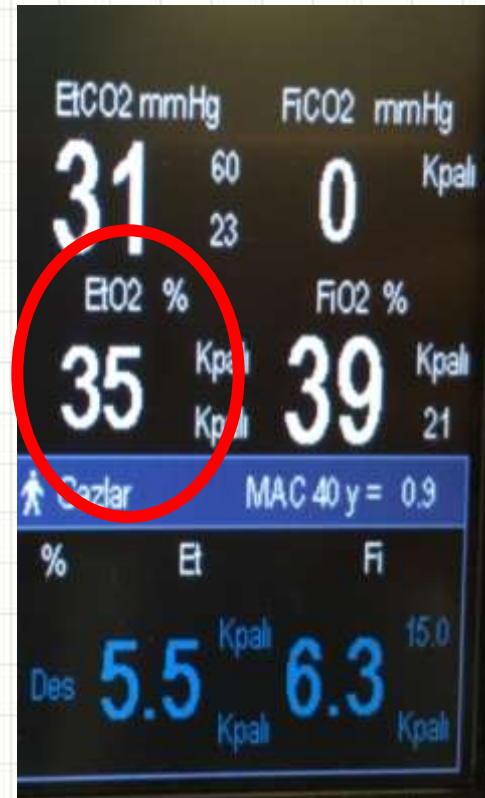 EtCO2 mmHg FiCO2 mmHg
31 60 23 0 Kpalı
EtO2 % FiO2 %
35 Kpalı Kpalı 39 Kpalı 21
Gazlar MAC 40 y = 0.9
% Et Fi
Des 5.5 Kpalı Kpalı 6.3 15.0 Kpalı